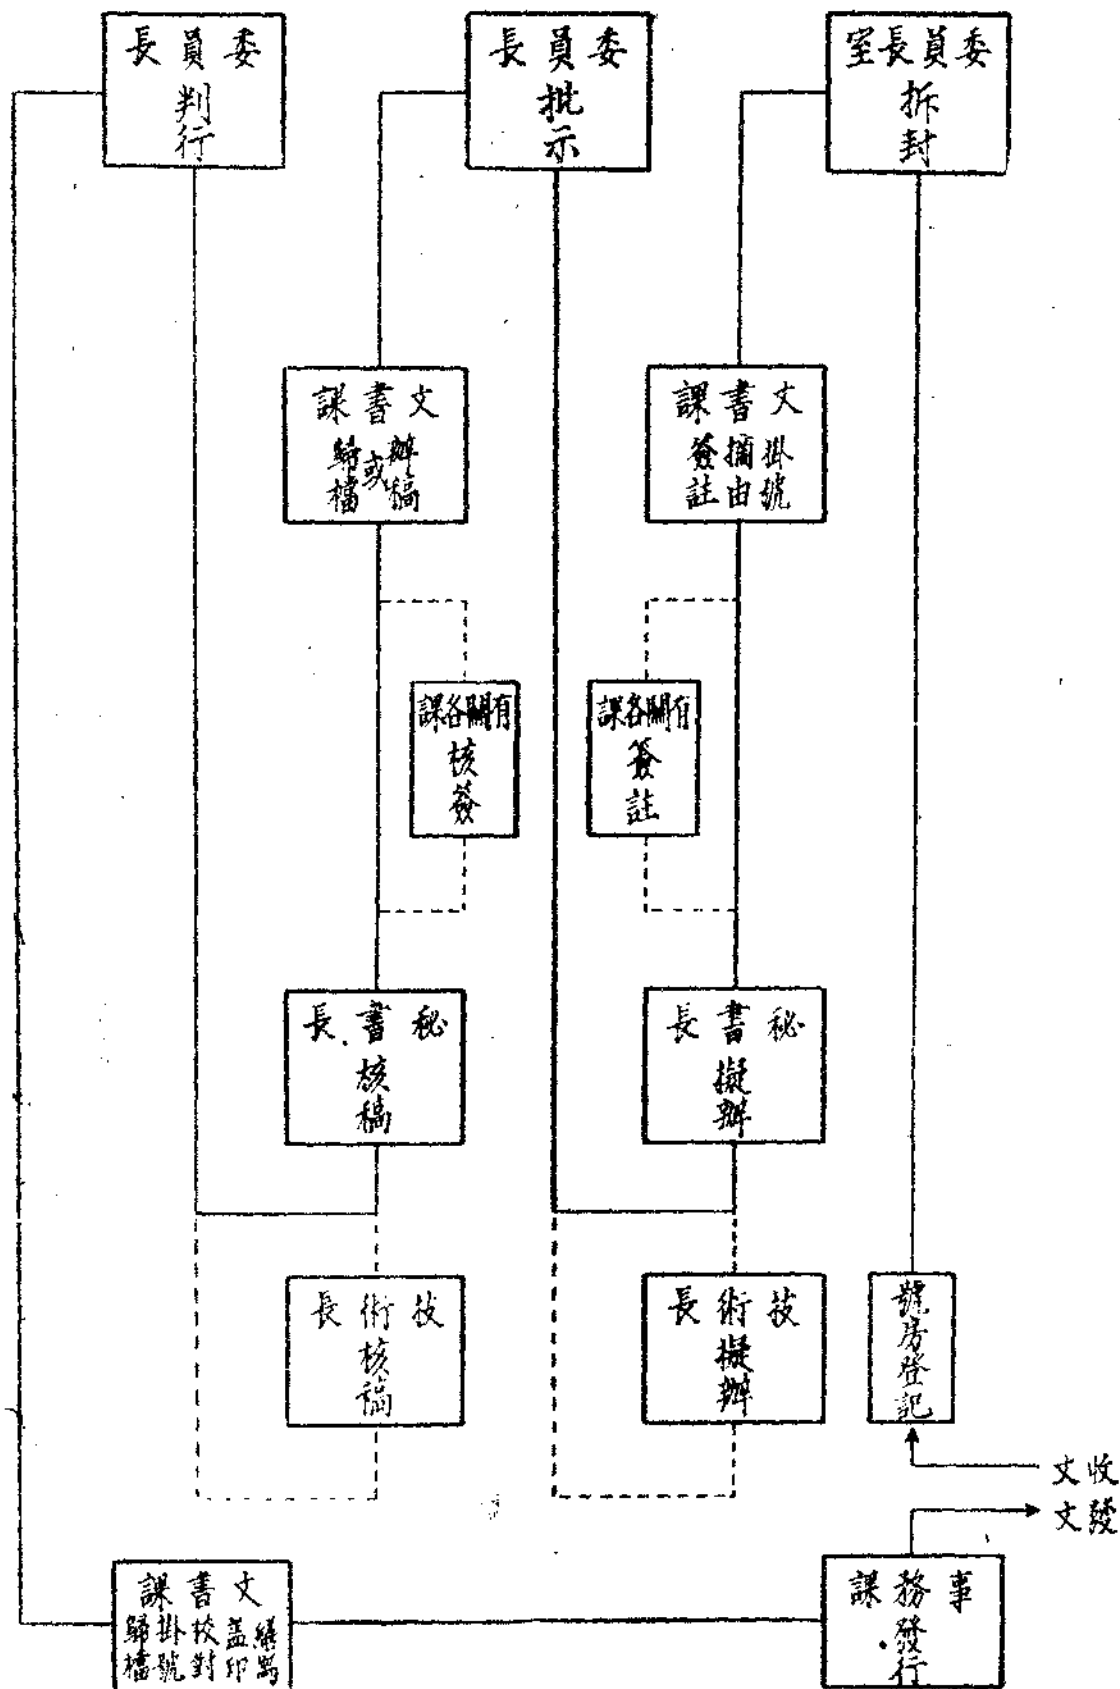 收文
號房登記
委員長室
拆封
文書課
掛號
摘由
簽註
有關各課
簽註
秘書長
擬辦
技術長
擬辦
委員長
批示
文書課
辦稿
或
歸檔
有關各課
核簽
秘書長
核稿
技術長
核稿
委員長
判行
文書課
繕寫
蓋印
校對
掛號
歸檔
事務課
發行
發文